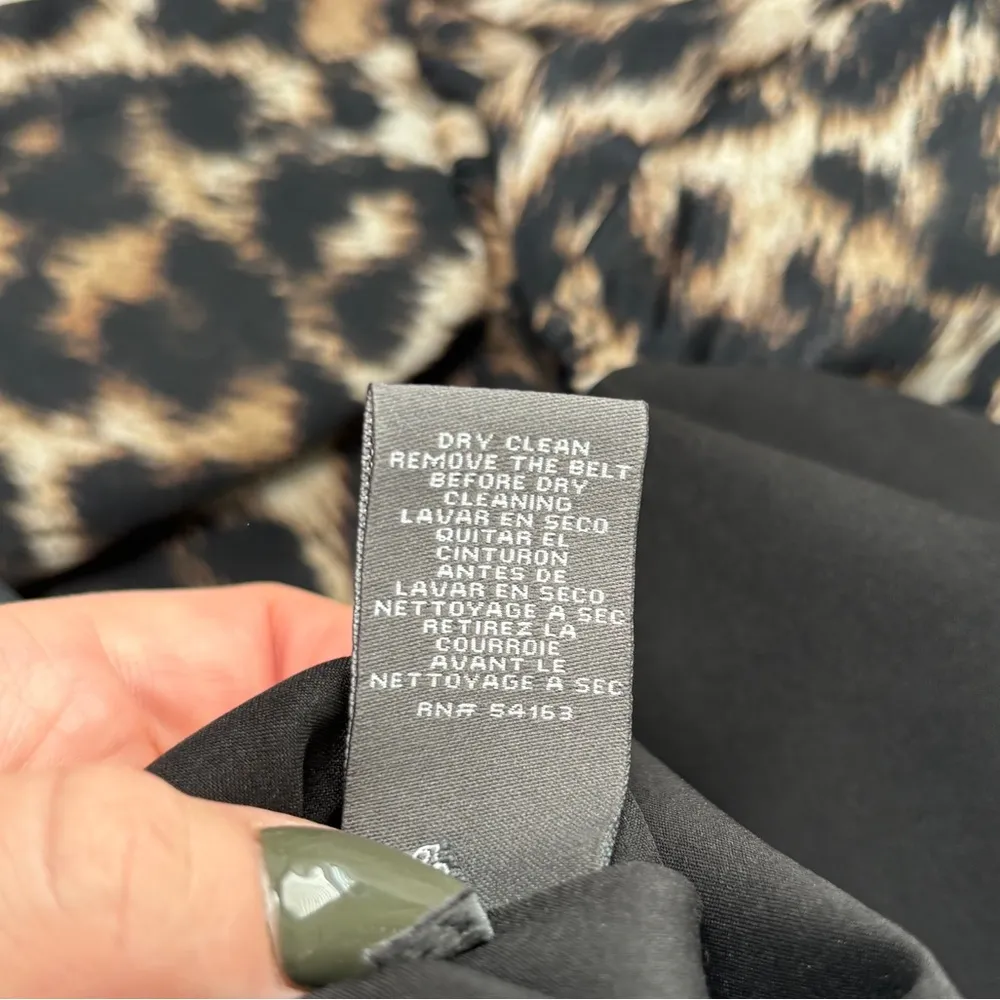 DRY CLEAN
REMOVE THE BELT
BEFORE DRY
CLEANING
LAVAR EN SECO
QUITAR EL
CINTURON
ANTES DE
LAVAR EN SECO
NETTOYAGE A SEC
RETIREZ LA
COURROIE
AVANT LE
NETTOYAGE A SEC
RN# 54163